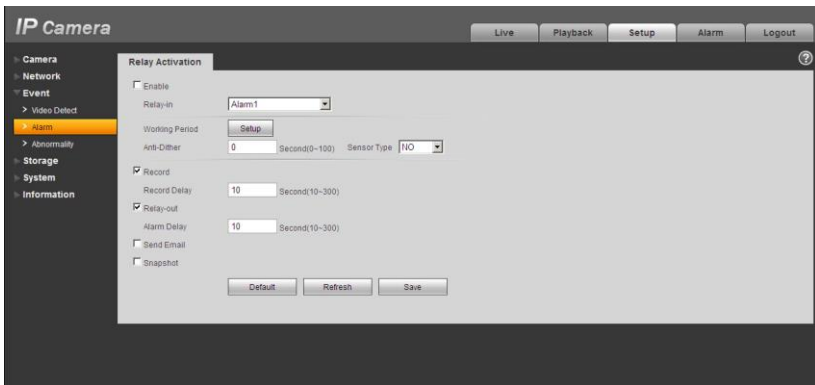 IP Camera
Live
Playback
Setup
Alarm
Logout
?
Camera
Network
Event
> Video Detect
> Alarm
> Abnormality
Storage
System
Information
Relay Activation
Enable
Relay-in Alarm1
Working Period Setup
Anti-Dither 0 Second(0~100) Sensor Type NO
Record
Record Delay 10 Second(10~300)
Relay-out
Alarm Delay 10 Second(10~300)
Send Email
Snapshot
Default Refresh Save